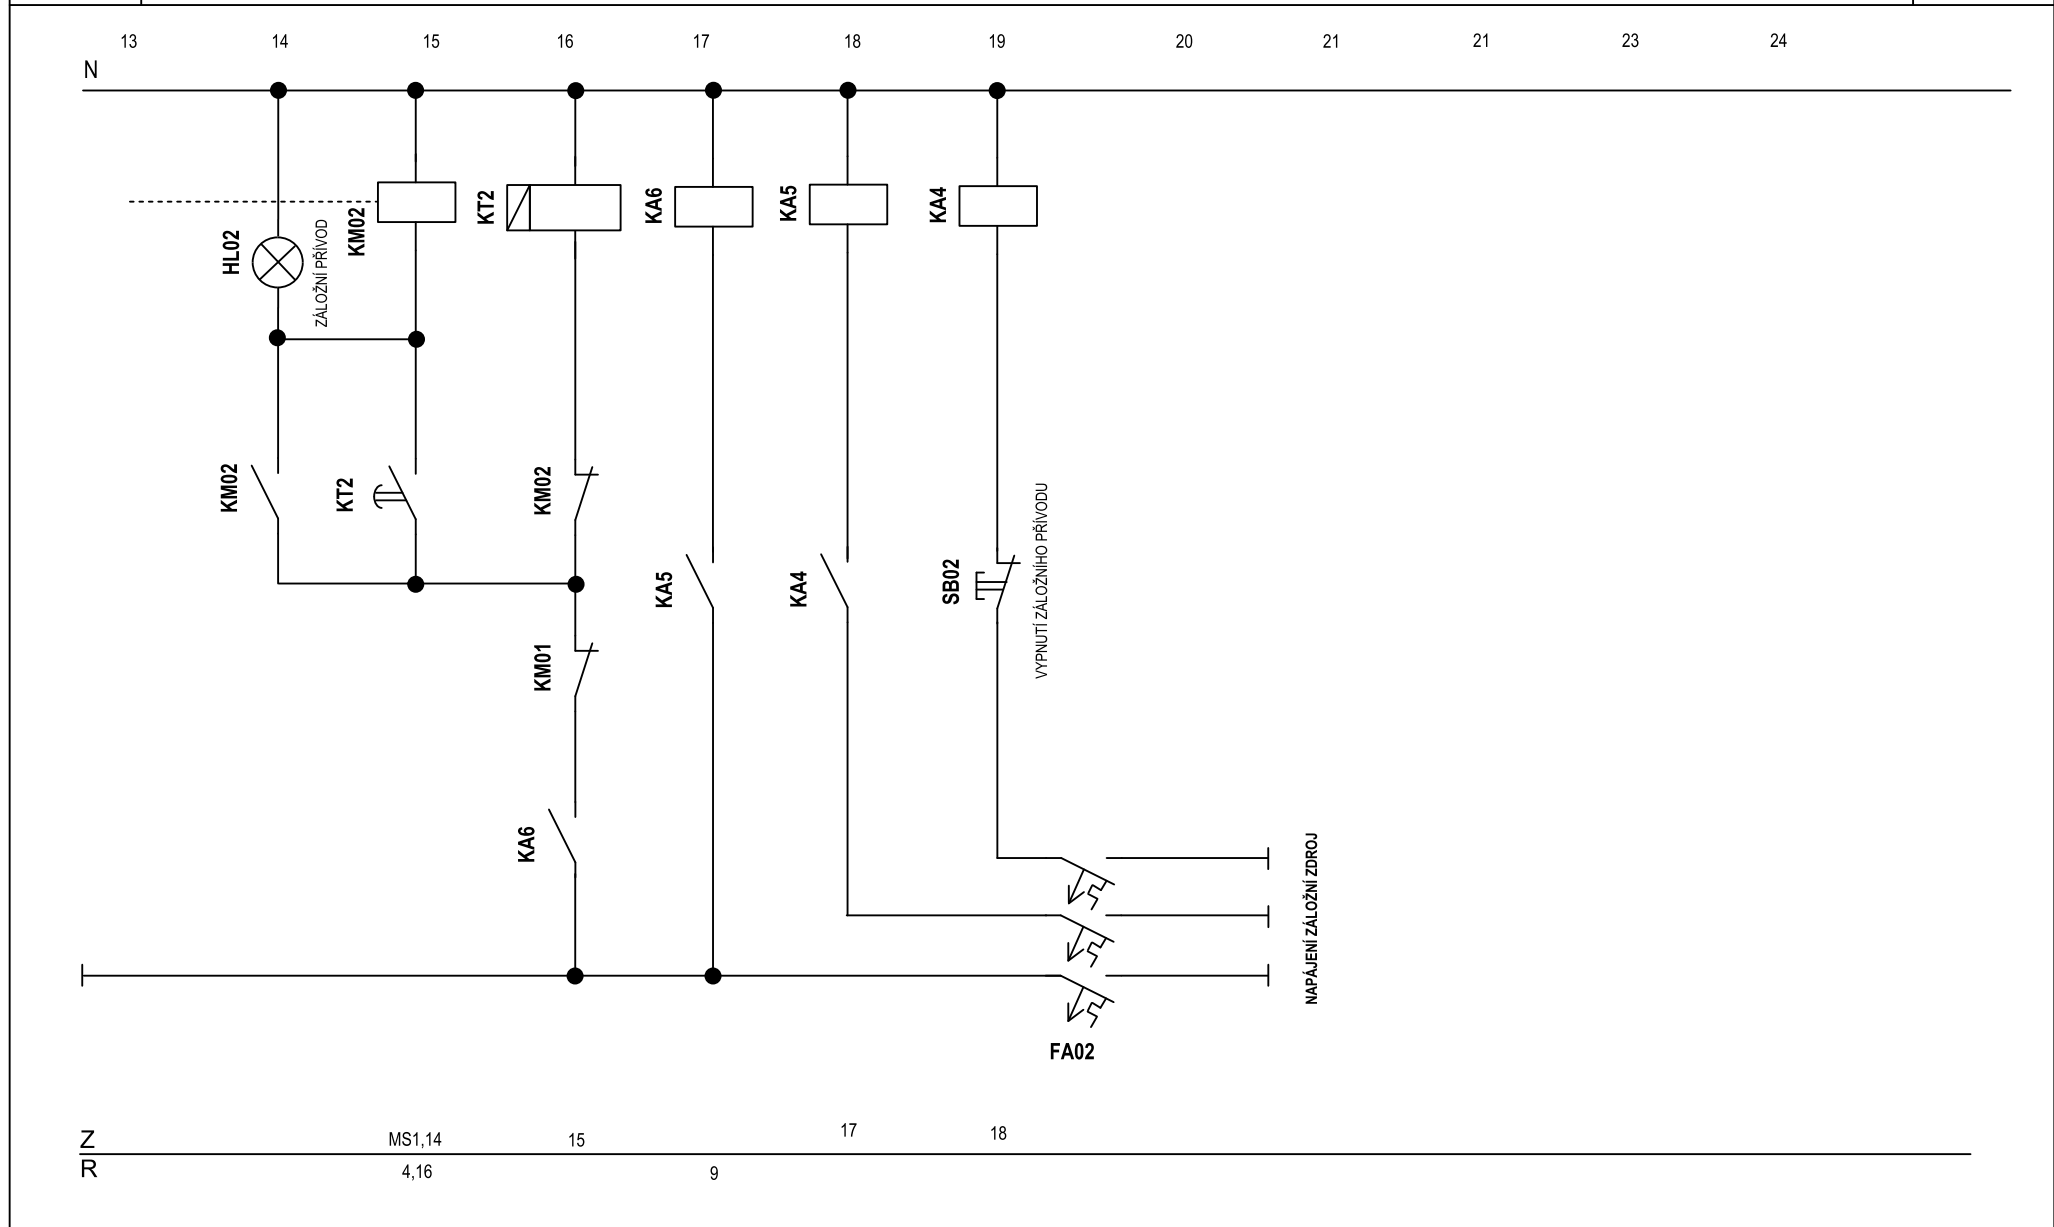 13 14 15 16 17 18 19 20 21 21 23 24
N
HL02
ZÁLOŽNÍ PŘÍVOD
KM02
KT2
KA6
KA5
KA4
KM02
KT2
KM02
KA5
KA4
SB02
VYPNUTÍ ZÁLOŽNÍHO PŘÍVODU
KM01
KA6
NAPÁJENÍ ZÁLOŽNÍ ZDROJ
FA02
Z MS1,14 15 17 18
R 4,16 9